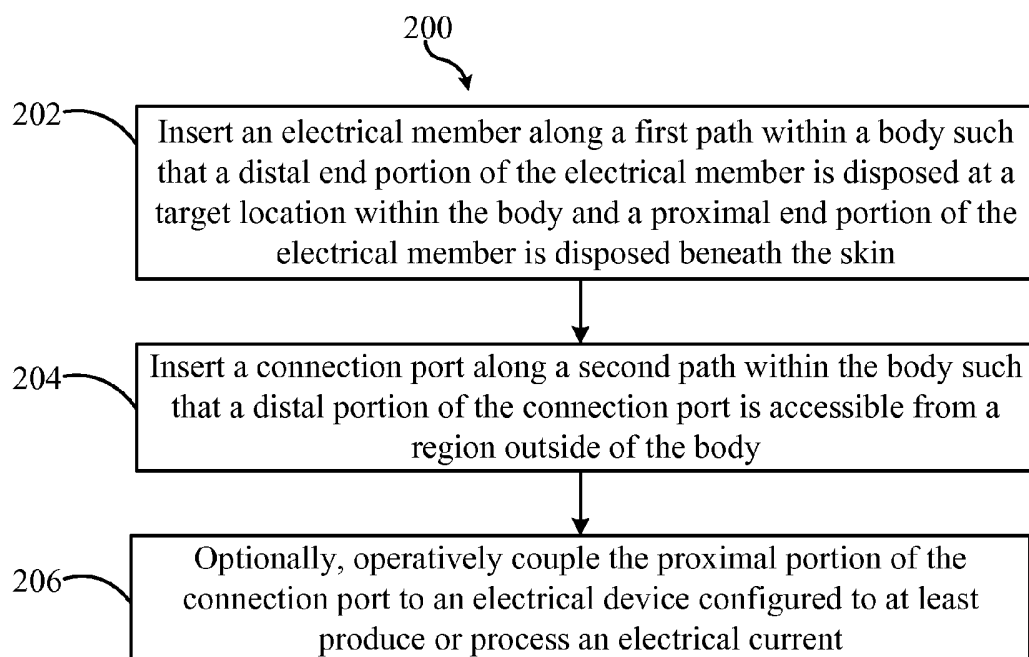 200
202
Insert an electrical member along a first path within a body such
that a distal end portion of the electrical member is disposed at a
target location within the body and a proximal end portion of the
electrical member is disposed beneath the skin
204
Insert a connection port along a second path within the body such
that a distal portion of the connection port is accessible from a
region outside of the body
206
Optionally, operatively couple the proximal portion of the
connection port to an electrical device configured to at least
produce or process an electrical current